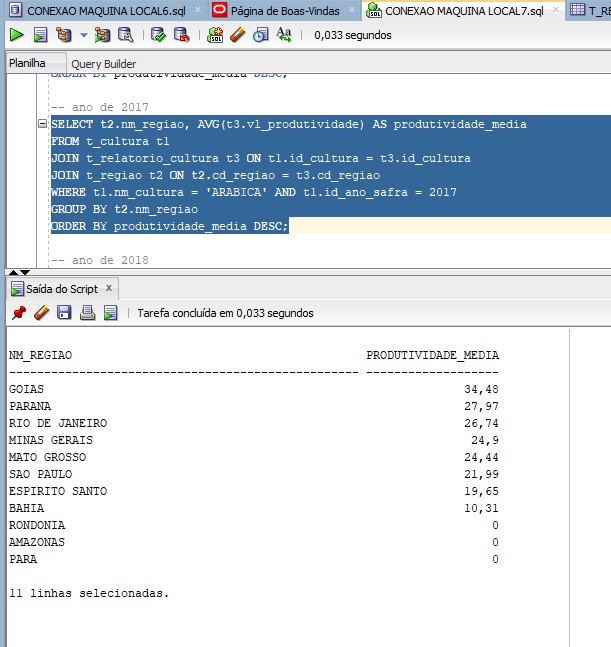 CONEXAO MAQUINA LOCAL6.sql
Página de Boas-Vindas
CONEXAO MAQUINA LOCAL7.sql
T_RE
SQL
Aa
0,033 segundos
Planilha
Query Builder
ORDER BY produtividade_media DESC;
-- ano de 2017
SELECT t2.nm_regiao, AVG(t3.vl_produtividade) AS produtividade_media
FROM t_cultura t1
JOIN t_relatorio_cultura t3 ON t1.id_cultura = t3.id_cultura
JOIN t_regiao t2 ON t2.cd_regiao = t3.cd_regiao
WHERE t1.nm_cultura = 'ARABICA' AND t1.id_ano_safra = 2017
GROUP BY t2.nm_regiao
ORDER BY produtividade_media DESC;
-- ano de 2018
Saída do Script x
Tarefa concluída em 0,033 segundos
NM_REGIAO PRODUTIVIDADE_MEDIA
-------------------------------------------------- -------------------
GOIAS 34,48
PARANA 27,97
RIO DE JANEIRO 26,74
MINAS GERAIS 24,9
MATO GROSSO 24,44
SAO PAULO 21,99
ESPIRITO SANTO 19,65
BAHIA 10,31
RONDONIA 0
AMAZONAS 0
PARA 0
11 linhas selecionadas.